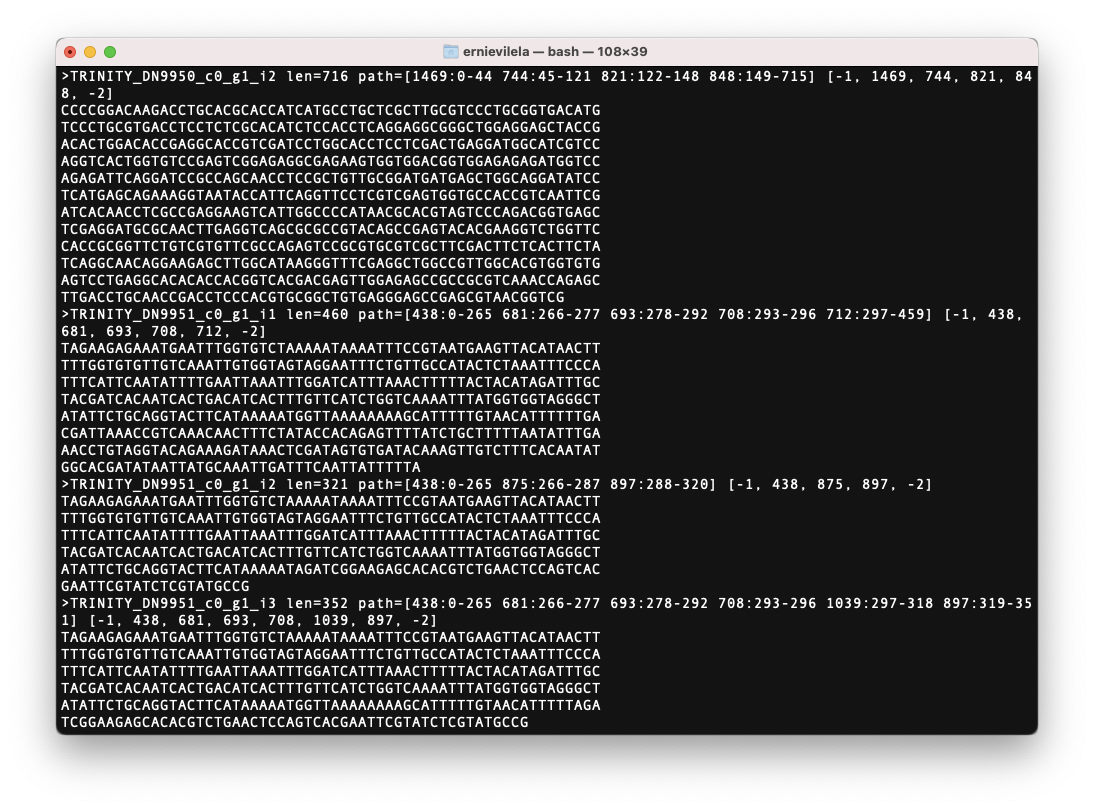 ernievilela — bash — 108×39
>TRINITY_DN9950_c0_g1_i2 len=716 path=[1469:0-44 744:45-121 821:122-148 848:149-715] [-1, 1469, 744, 821, 84
8, -2]
CCCCGGACAAGACCTGCACGCACCATCATGCCTGCTCGCTTGCGTCCCTGCGGTGACATG
TCCCTGCGTGACCTCCTCTCGCACATCTCCACCTCAGGAGGCGGGCTGGAGGAGCTACCG
ACACTGGACACCGAGGCACCGTCGATCCTGGCACCTCCTCGACTGAGGATGGCATCGTCC
AGGTCACTGGTGTCCGAGTCGGAGAGGCGAGAAGTGGTGGACGGTGGAGAGAGATGGTCC
AGAGATTCAGGATCCGCCAGCAACCTCCGCTGTTGCGGATGATGAGCTGGCAGGATATCC
TCATGAGCAGAAAGGTAATACCATTCAGGTTCCTCGTCGAGTGGTGCCACCGTCAATTCG
ATCACAACCTCGCCGAGGAAGTCATTGGCCCCATAACGCACGTAGTCCCAGACGGTGAGC
TCGAGGATGCGCAACTTGAGGTCAGCGCGCCGTACAGCCGAGTACACGAAGGTCTGGTTC
CACCGCGGTTCTGTCGTGTTCGCCAGAGTCCGCGTGCGTCGCTTCGACTTCTCACTTCTA
TCAGGCAACAGGAAGAGCTTGGCATAAGGGTTTCGAGGCTGGCCGTTGGCACGTGGTGTG
AGTCCTGAGGCACACACCACGGTCACGACGAGTTGGAGAGCCGCCGCGTCAAACCAGAGC
TTGACCTGCAACCGACCTCCCACGTGCGGCTGTGAGGGAGCCGAGCGTAACGGTCG
>TRINITY_DN9951_c0_g1_i1 len=460 path=[438:0-265 681:266-277 693:278-292 708:293-296 712:297-459] [-1, 438,
681, 693, 708, 712, -2]
TAGAAGAGAAATGAATTTGGTGTCTAAAAATAAAATTTCCGTAATGAAGTTACATAACTT
TTTGGTGTGTTGTCAAATTGTGGTAGTAGGAATTTCTGTTGCCATACTCTAAATTTCCCA
TTTCATTCAATATTTTGAATTAAATTTGGATCATTTAAACTTTTTACTACATAGATTTGC
TACGATCACAATCACTGACATCACTTTGTTCATCTGGTCAAAATTTATGGTGGTAGGGCT
ATATTCTGCAGGTACTTCATAAAAATGGTTAAAAAAAAGCATTTTTGTAACATTTTTTGA
CGATTAAACCGTCAAACAACTTTCTATACCACAGAGTTTTATCTGCTTTTTAATATTTGA
AACCTGTAGGTACAGAAAGATAAACTCGATAGTGTGATACAAAGTTGTCTTTCACAATAT
GGCACGATATAATTATGCAAATTGATTTCAATTATTTTTA
>TRINITY_DN9951_c0_g1_i2 len=321 path=[438:0-265 875:266-287 897:288-320] [-1, 438, 875, 897, -2]
TAGAAGAGAAATGAATTTGGTGTCTAAAAATAAAATTTCCGTAATGAAGTTACATAACTT
TTTGGTGTGTTGTCAAATTGTGGTAGTAGGAATTTCTGTTGCCATACTCTAAATTTCCCA
TTTCATTCAATATTTTGAATTAAATTTGGATCATTTAAACTTTTTACTACATAGATTTGC
TACGATCACAATCACTGACATCACTTTGTTCATCTGGTCAAAATTTATGGTGGTAGGGCT
ATATTCTGCAGGTACTTCATAAAAATAGATCGGAAGAGCACACGTCTGAACTCCAGTCAC
GAATTCGTATCTCGTATGCCG
>TRINITY_DN9951_c0_g1_i3 len=352 path=[438:0-265 681:266-277 693:278-292 708:293-296 1039:297-318 897:319-35
1] [-1, 438, 681, 693, 708, 1039, 897, -2]
TAGAAGAGAAATGAATTTGGTGTCTAAAAATAAAATTTCCGTAATGAAGTTACATAACTT
TTTGGTGTGTTGTCAAATTGTGGTAGTAGGAATTTCTGTTGCCATACTCTAAATTTCCCA
TTTCATTCAATATTTTGAATTAAATTTGGATCATTTAAACTTTTTACTACATAGATTTGC
TACGATCACAATCACTGACATCACTTTGTTCATCTGGTCAAAATTTATGGTGGTAGGGCT
ATATTCTGCAGGTACTTCATAAAAATGGTTAAAAAAAAGCATTTTTGTAACATTTTTAGA
TCGGAAGAGCACACGTCTGAACTCCAGTCACGAATTCGTATCTCGTATGCCG